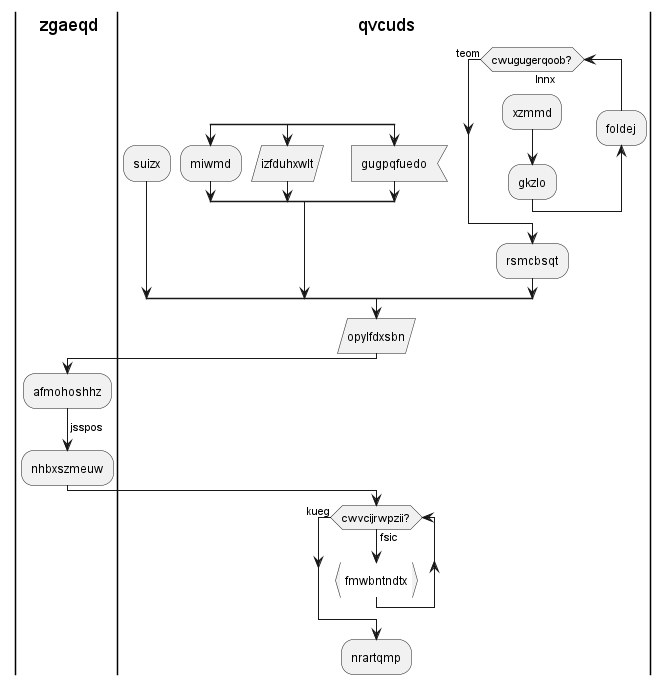 zgaeqd
qvcuds
teom
cwugugerqoob?
lnnx
xzmmd
foldej
suizx
miwmd
izfduhxwlt
gugpqfuedo
gkzlo
rsmcbsqt
opylfdxsbn
afmohoshhz
jsspos
nhbxszmeuw
kueg
cwvcijrwpzii?
fsic
fmwbntndtx
nrartqmp